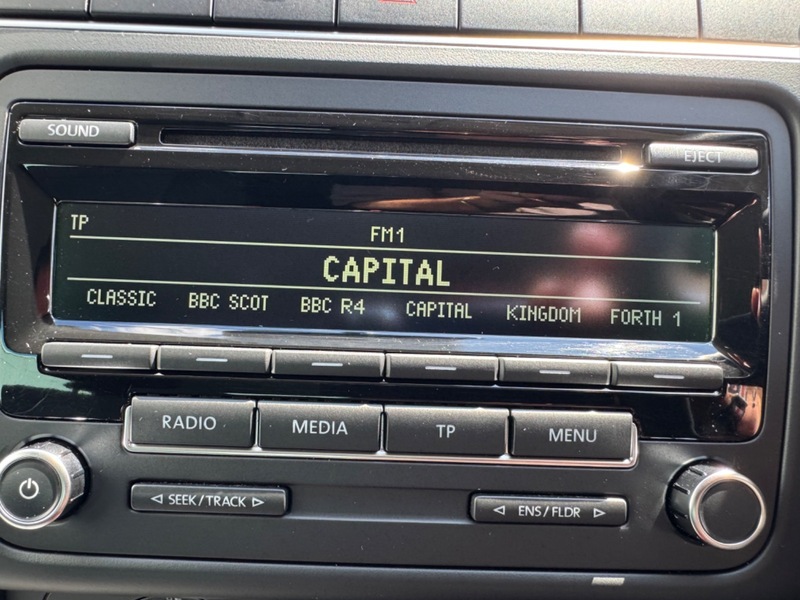 SOUND
EJECT
TP
FM1
CAPITAL
CLASSIC BBC SCOT BBC R4 CAPITAL KINGDOM FORTH 1
RADIO MEDIA TP MENU
SEEK/TRACK ENS/FLDR